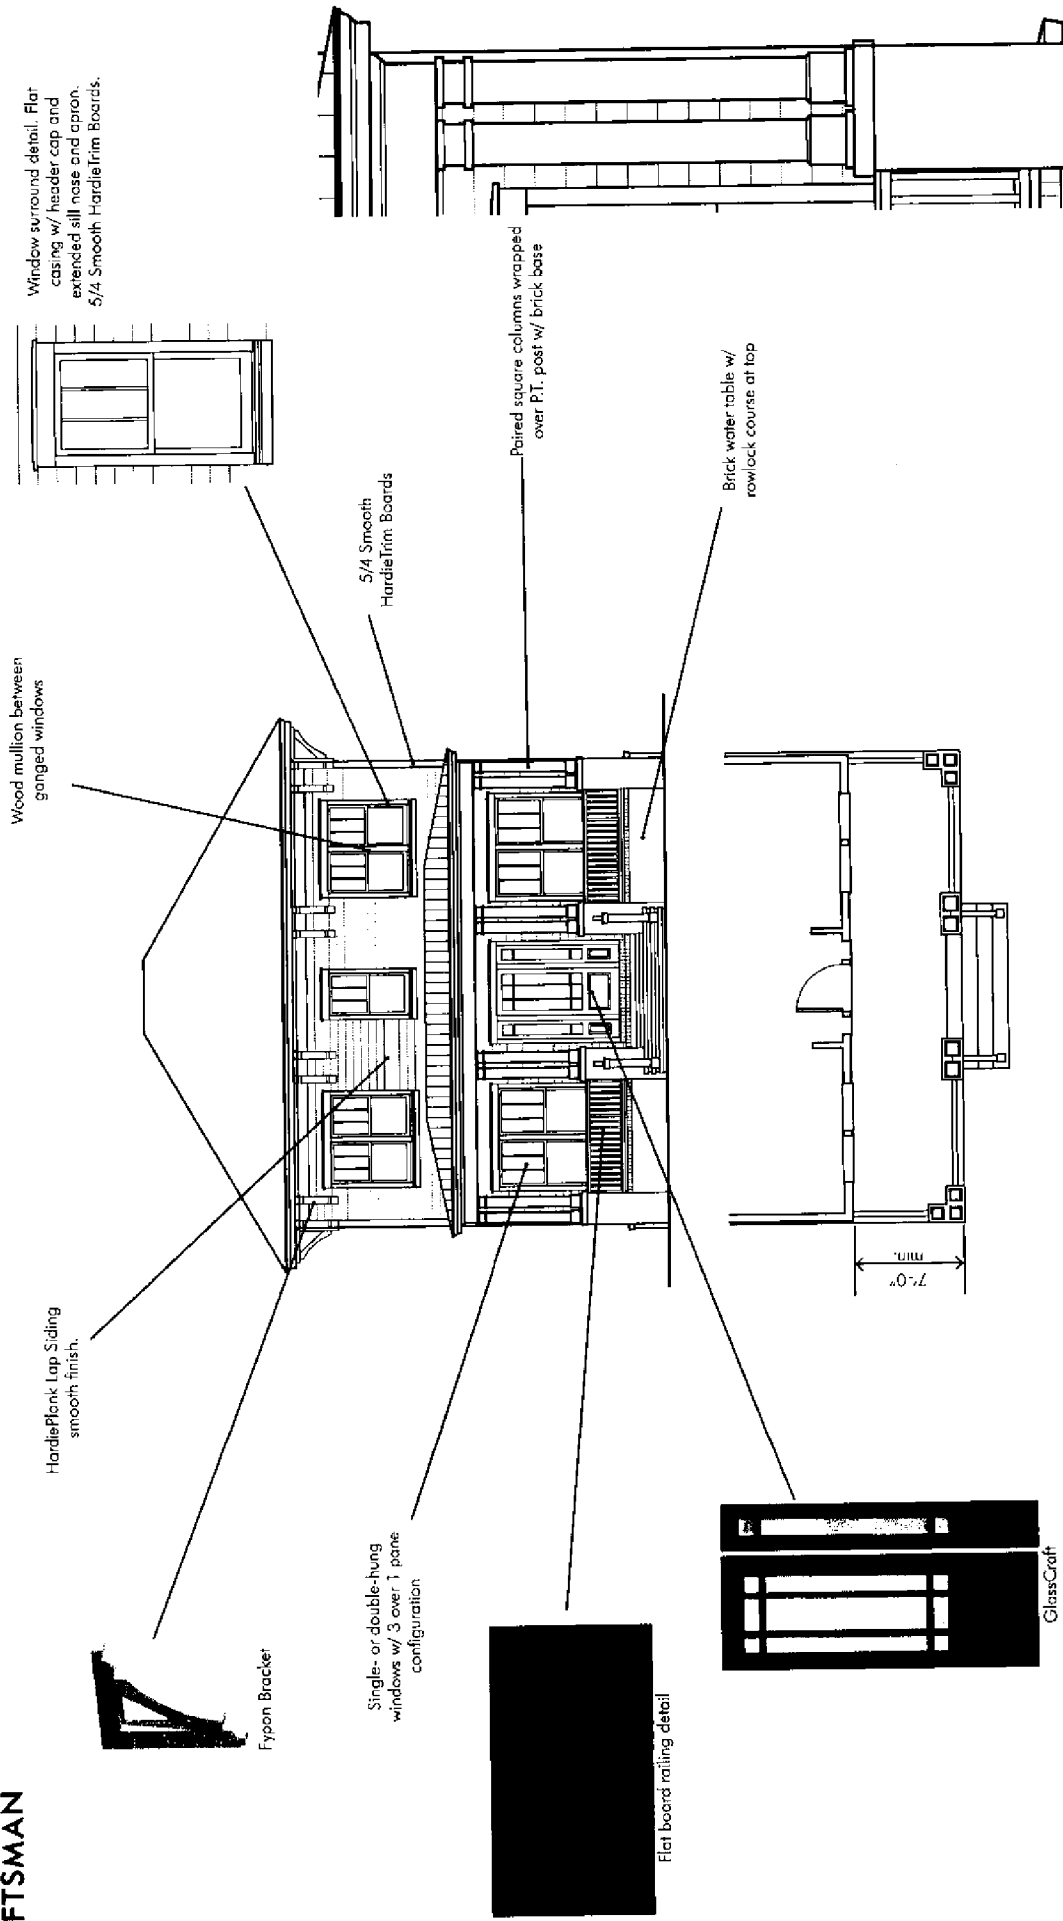 FTSMAN
Wood mullion between
ganged windows
Window surround detail. Flat
casing w/ header cap and
extended sill nose and apron.
5/4 Smooth HardieTrim Boards.
HardiePlank Lap Siding
smooth finish.
5/4 Smooth
HardieTrim Boards
Fypon Bracket
Single- or double-hung
windows w/ 3 over 1 pane
configuration
Paired square columns wrapped
over P.T. post w/ brick base
Flat board railing detail
Brick water table w/
rowlock course at top
7'-0"
min.
GlassCraft